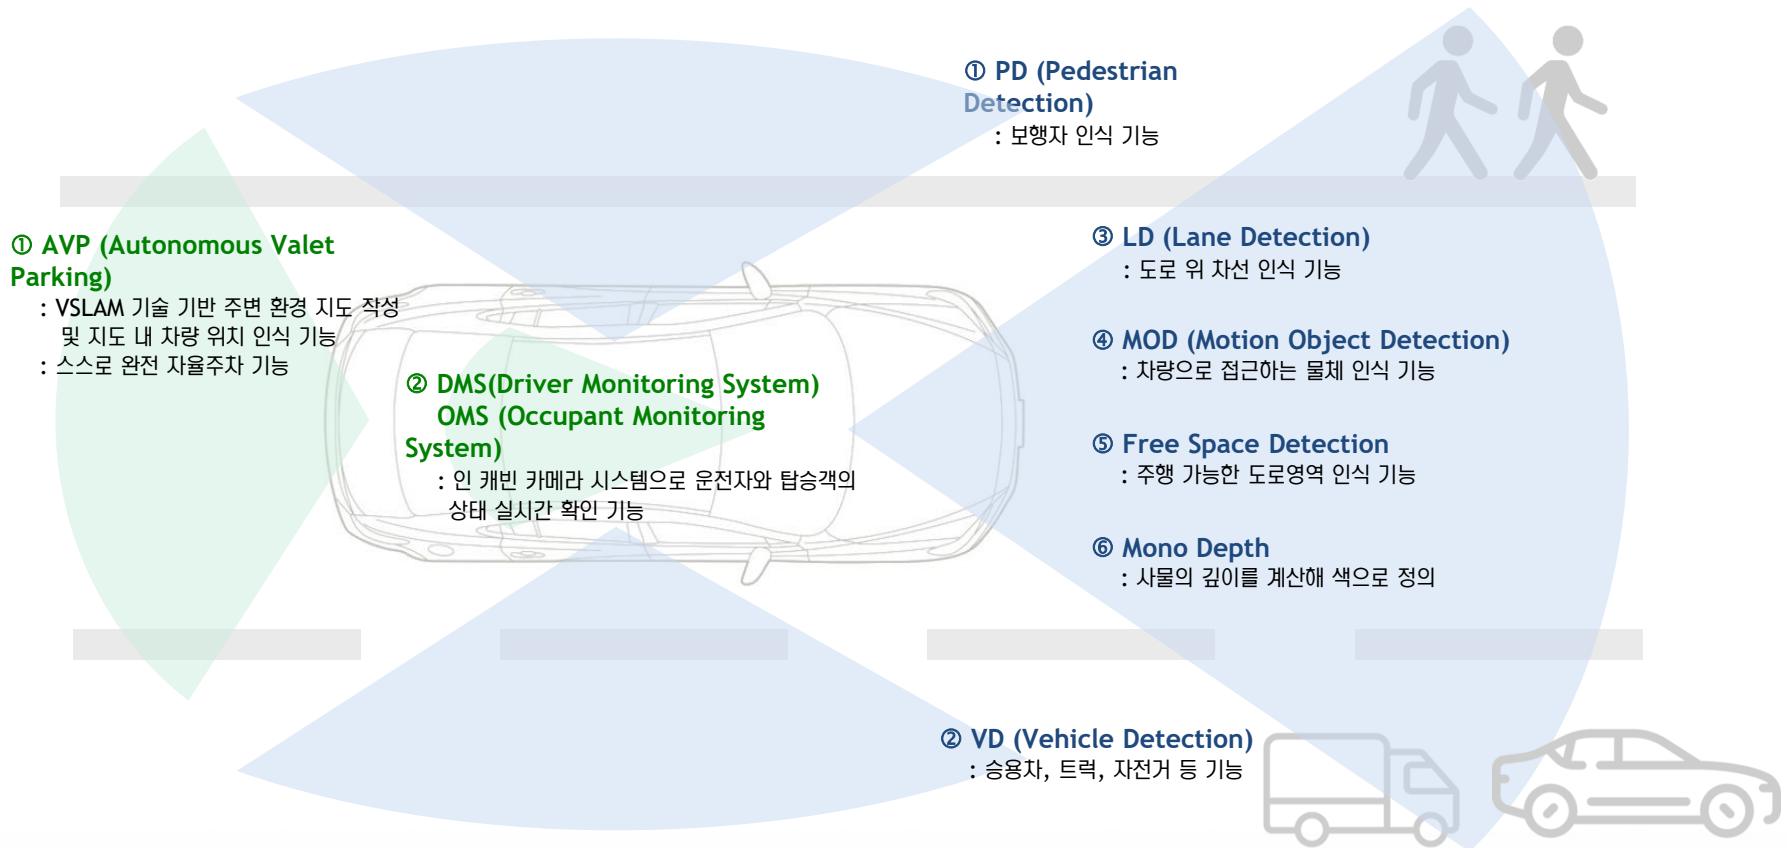 ① PD (Pedestrian
Detection)
: 보행자 인식 기능
① AVP (Autonomous Valet
Parking)
: VSLAM 기술 기반 주변 환경 지도 작성
및 지도 내 차량 위치 인식 기능
: 스스로 완전 자율주차 기능
② DMS(Driver Monitoring System)
OMS (Occupant Monitoring
System)
: 인 캐빈 카메라 시스템으로 운전자와 탑승객의
상태 실시간 확인 기능
③ LD (Lane Detection)
: 도로 위 차선 인식 기능
④ MOD (Motion Object Detection)
: 차량으로 접근하는 물체 인식 기능
⑤ Free Space Detection
: 주행 가능한 도로영역 인식 기능
⑥ Mono Depth
: 사물의 깊이를 계산해 색으로 정의
② VD (Vehicle Detection)
: 승용차, 트럭, 자전거 등 기능